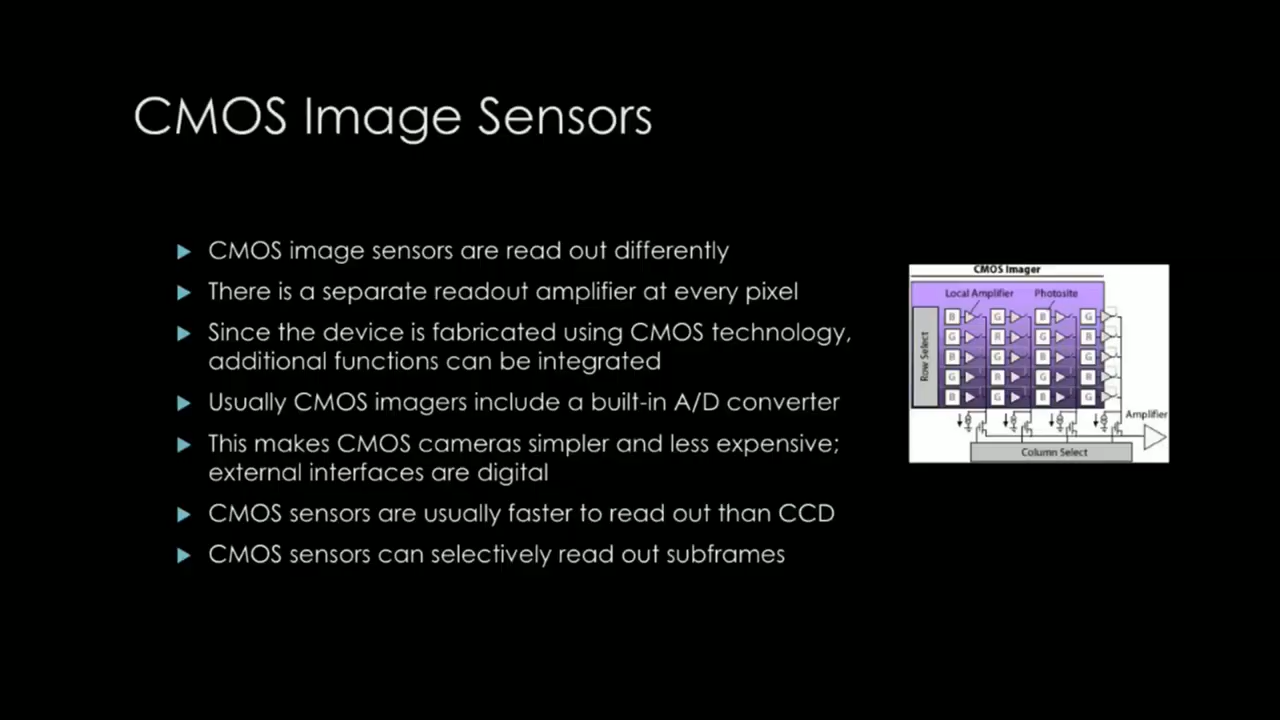 CMOS Image Sensors
CMOS image sensors are read out differently
There is a separate readout amplifier at every pixel
Since the device is fabricated using CMOS technology,
additional functions can be integrated
Usually CMOS imagers include a built-in A/D converter
This makes CMOS cameras simpler and less expensive;
external interfaces are digital
CMOS sensors are usually faster to read out than CCD
CMOS sensors can selectively read out subframes
CMOS Imager
Local Amplifier Photosite
Row Select
B G B G
G R G R
B G B G
G R G R
B G B G
Amplifier
Column Select